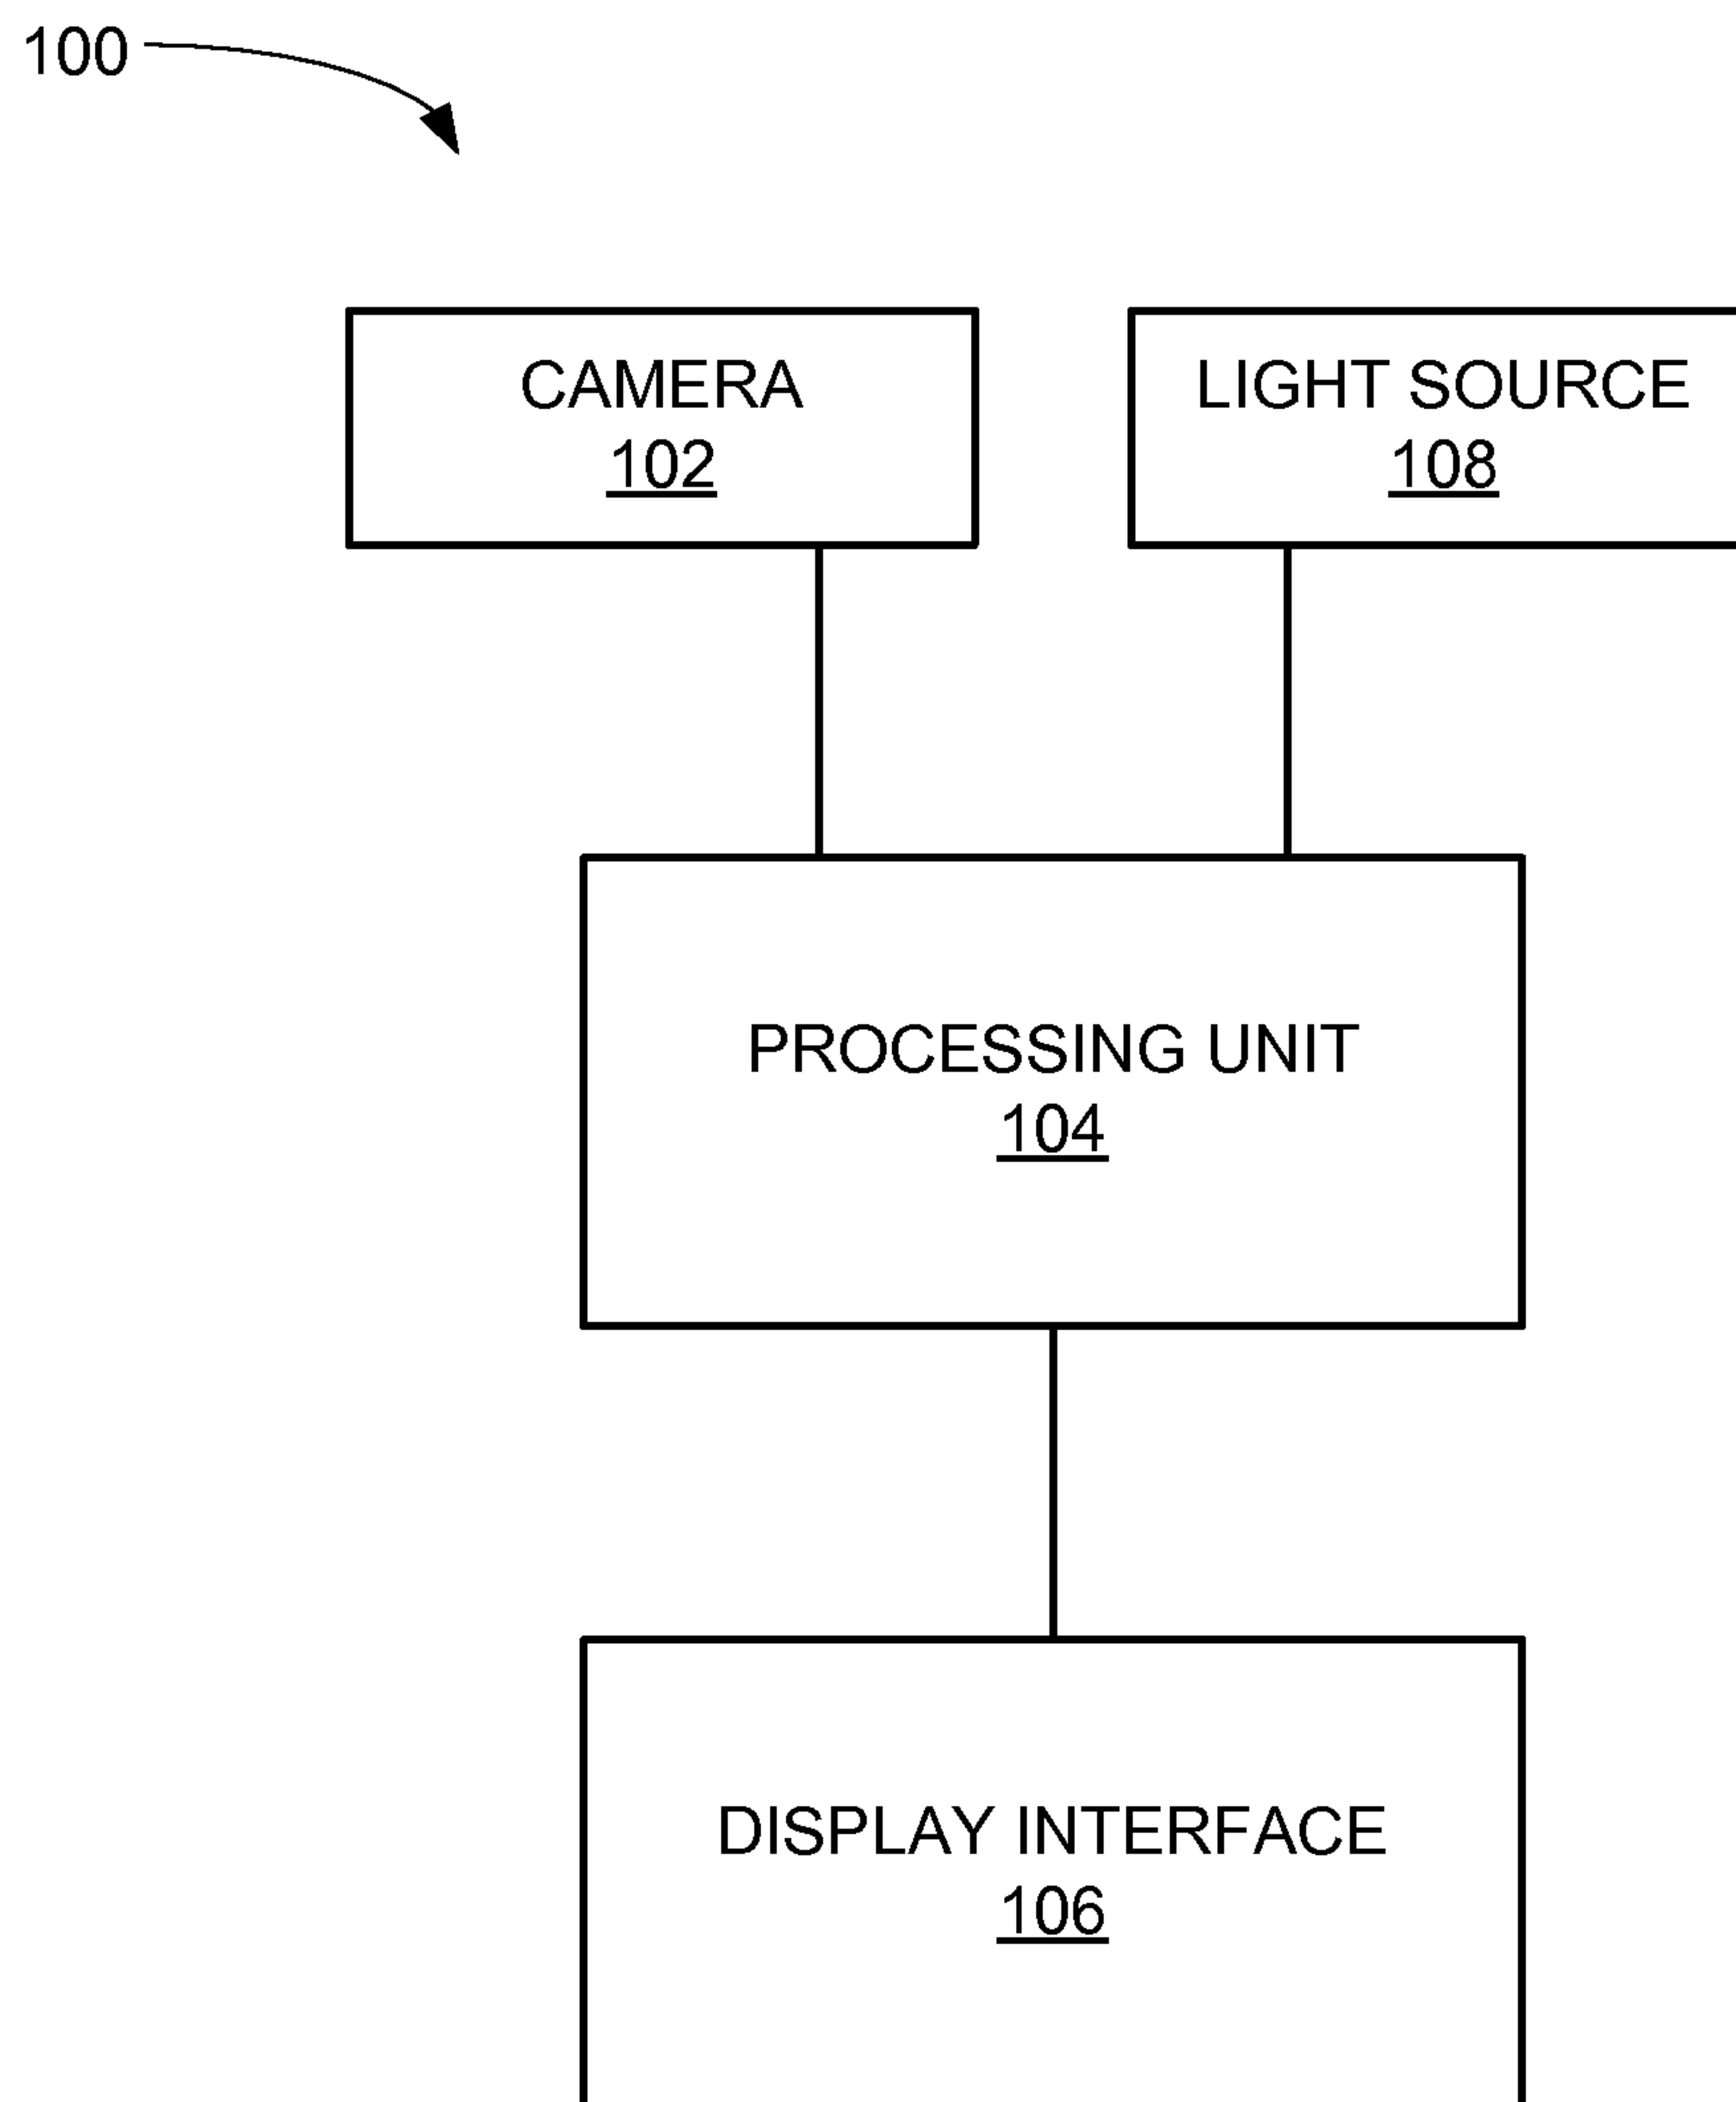 100
CAMERA
102
LIGHT SOURCE
108
PROCESSING UNIT
104
DISPLAY INTERFACE
106